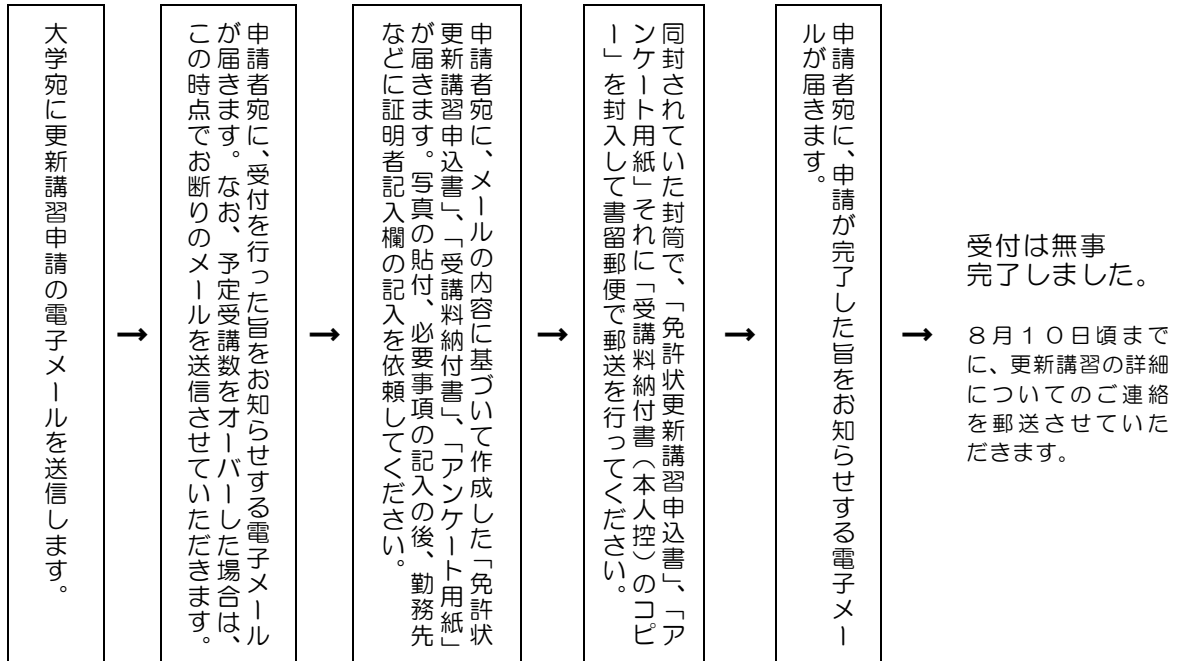 大学宛に更新講習申請の電子メールを送信します。
→
申請者宛に、受付を行った旨をお知らせする電子メール
が届きます。なお、予定受講数をオーバーした場合は、
この時点でお断りのメールを送信させていただきます。
→
申請者宛に、メールの内容に基づいて作成した「免許状
更新講習申込書」、「受講料納付書」、「アンケート用紙」
が届きます。写真の貼付、必要事項の記入の後、勤務先
などに証明者記入欄の記入を依頼してください。
→
同封されていた封筒で、「免許状更新講習申込書」、「ア
ンケート用紙」それに「受講料納付書（本人控）のコピ
ー」を封入して書留郵便で郵送を行ってください。
→
申請者宛に、申請が完了した旨をお知らせする電子メー
ルが届きます。
→
受付は無事
完了しました。
８月１０日頃まで
に、更新講習の詳細
についてのご連絡
を郵送させていた
だきます。